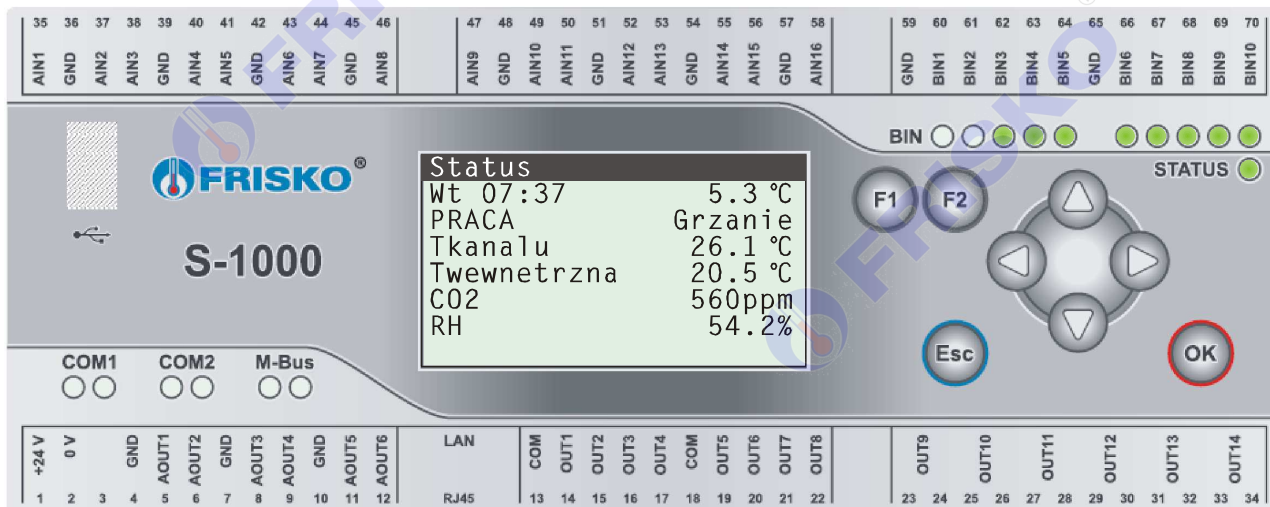 35 36 37 38 39 40 41 42 43 44 45 46 47 48 49 50 51 52 53 54 55 56 57 58 59 60 61 62 63 64 65 66 67 68 69 70
AIN1 GND AIN2 AIN3 GND AIN4 AIN5 GND AIN6 AIN7 GND AIN8 AIN9 GND AIN10 AIN11 GND AIN12 AIN13 GND AIN14 AIN15 GND AIN16 GND BIN1 BIN2 BIN3 BIN4 BIN5 GND BIN6 BIN7 BIN8 BIN9 BIN10
BIN
STATUS
FRISKO®
S-1000
Status
Wt 07:37 5.3 °C
PRACA Grzanie
Tkanalu 26.1 °C
Twewnetrzna 20.5 °C
CO2 560ppm
RH 54.2%
F1 F2
Esc OK
COM1 COM2 M-Bus
+24 V 0 V GND AOUT1 AOUT2 GND AOUT3 AOUT4 GND AOUT5 AOUT6 LAN COM OUT1 OUT2 OUT3 OUT4 COM OUT5 OUT6 OUT7 OUT8 OUT9 OUT10 OUT11 OUT12 OUT13 OUT14
1 2 3 4 5 6 7 8 9 10 11 12 RJ45 13 14 15 16 17 18 19 20 21 22 23 24 25 26 27 28 29 30 31 32 33 34
FRISKO